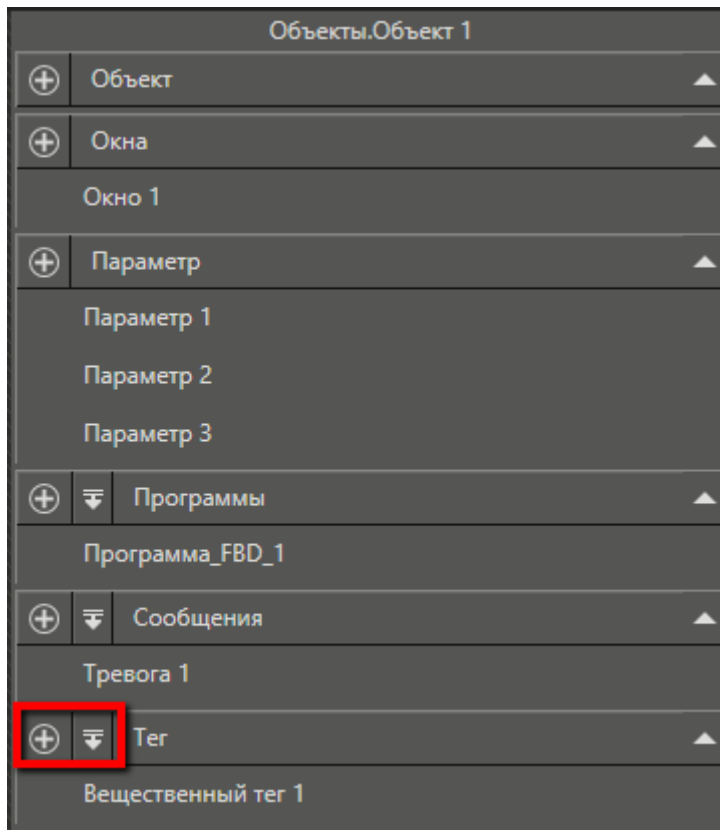 Объекты.Объект 1
Объект
Окна
Окно 1
Параметр
Параметр 1
Параметр 2
Параметр 3
Программы
Программа_FBD_1
Сообщения
Тревога 1
Тег
Вещественный тег 1